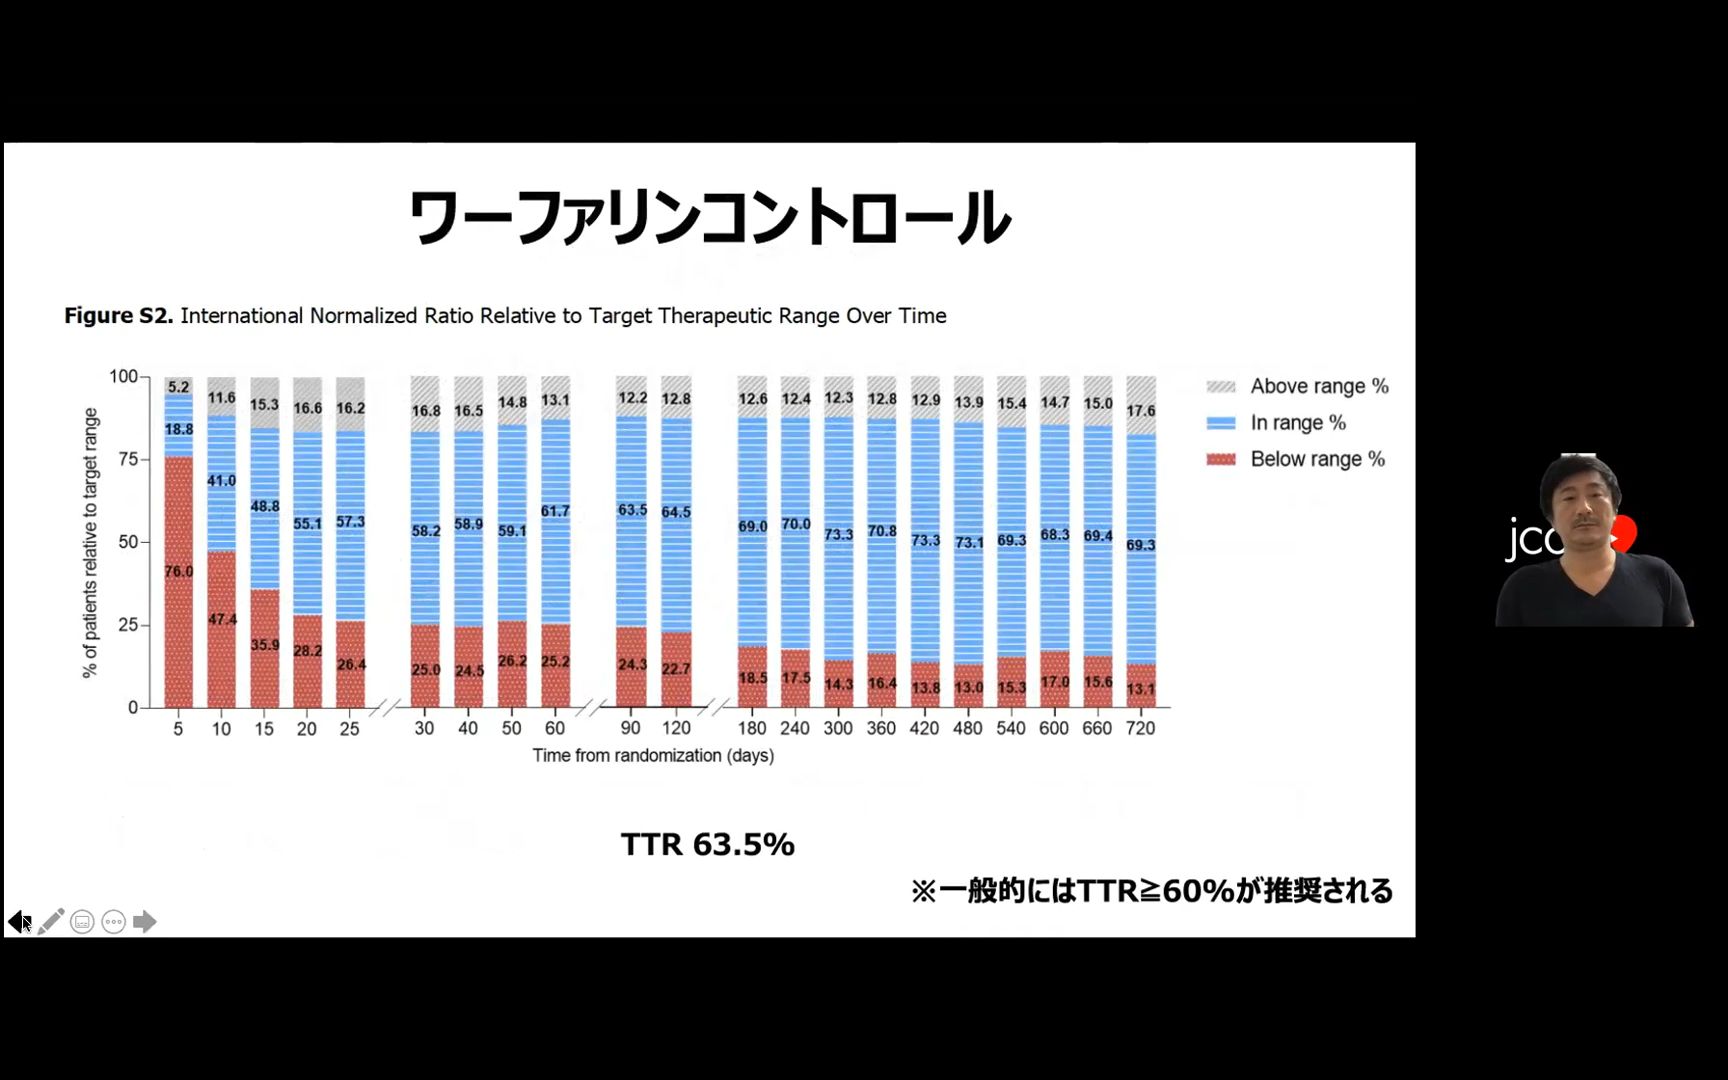 ワーファリンコントロール
Figure S2. International Normalized Ratio Relative to Target Therapeutic Range Over Time
% of patients relative to target range
100
75
50
25
0
5.2 11.6 15.3 16.6 16.2 16.8 16.5 14.8 13.1 12.2 12.8 12.6 12.4 12.3 12.8 12.9 13.9 15.4 14.7 15.0 17.6
18.8 41.0 48.8 55.1 57.3 58.2 58.9 59.1 61.7 63.5 64.5 69.0 70.0 73.3 70.8 73.3 73.1 69.3 68.3 69.4 69.3
76.0 47.4 35.9 28.2 26.4 25.0 24.5 26.2 25.2 24.3 22.7 18.5 17.5 14.3 16.4 13.8 13.0 15.3 17.0 15.6 13.1
5 10 15 20 25 30 40 50 60 90 120 180 240 300 360 420 480 540 600 660 720
Time from randomization (days)
Above range %
In range %
Below range %
TTR 63.5%
※一般的にはTTR≧60%が推奨される